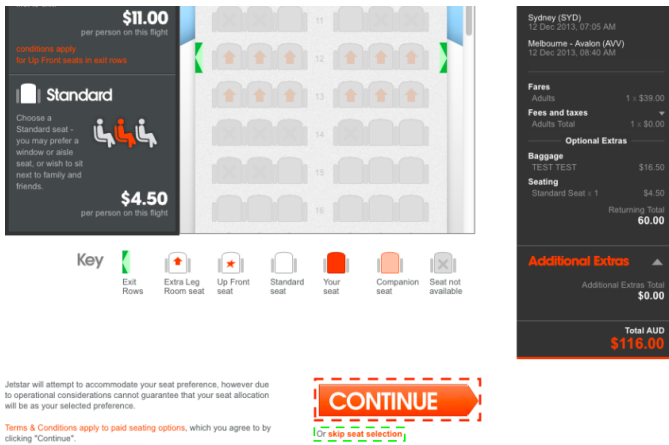 $11.00
per person on this flight
conditions apply
for Up Front seats in exit rows
Standard
Choose a
Standard seat -
you may prefer a
window or aisle
seat, or wish to sit
next to family and
friends.
$4.50
per person on this flight
11
12
13
14
15
16
Key
Exit
Rows
Extra Leg
Room seat
Up Front
seat
Standard
seat
Your
seat
Companion
seat
Seat not
available
Jetstar will attempt to accommodate your seat preference, however due
to operational considerations cannot guarantee that your seat allocation
will be as your selected preference.
Terms & Conditions apply to paid seating options, which you agree to by
clicking "Continue".
CONTINUE
Or skip seat selection
Sydney (SYD)
12 Dec 2013, 07:05 AM
Melbourne - Avalon (AVV)
12 Dec 2013, 08:40 AM
Fares
Adults 1 x $39.00
Fees and taxes
Adults Total 1 x $0.00
Optional Extras
Baggage
TEST TEST $16.50
Seating
Standard Seat x 1 $4.50
Returning Total
60.00
Additional Extras
Additional Extras Total
$0.00
Total AUD
$116.00